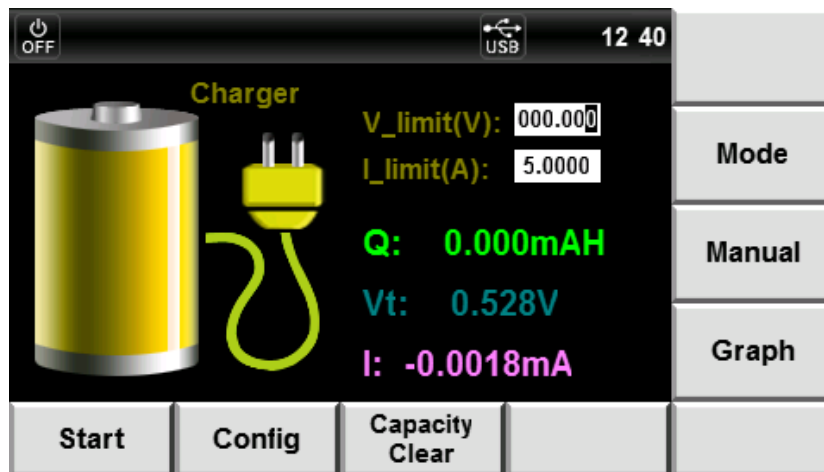 OFF
USB
12 40
Charger
V_limit(V): 000.000
I_limit(A): 5.0000
Q: 0.000mAH
Vt: 0.528V
I: -0.0018mA
Mode
Manual
Graph
Start
Config
Capacity
Clear